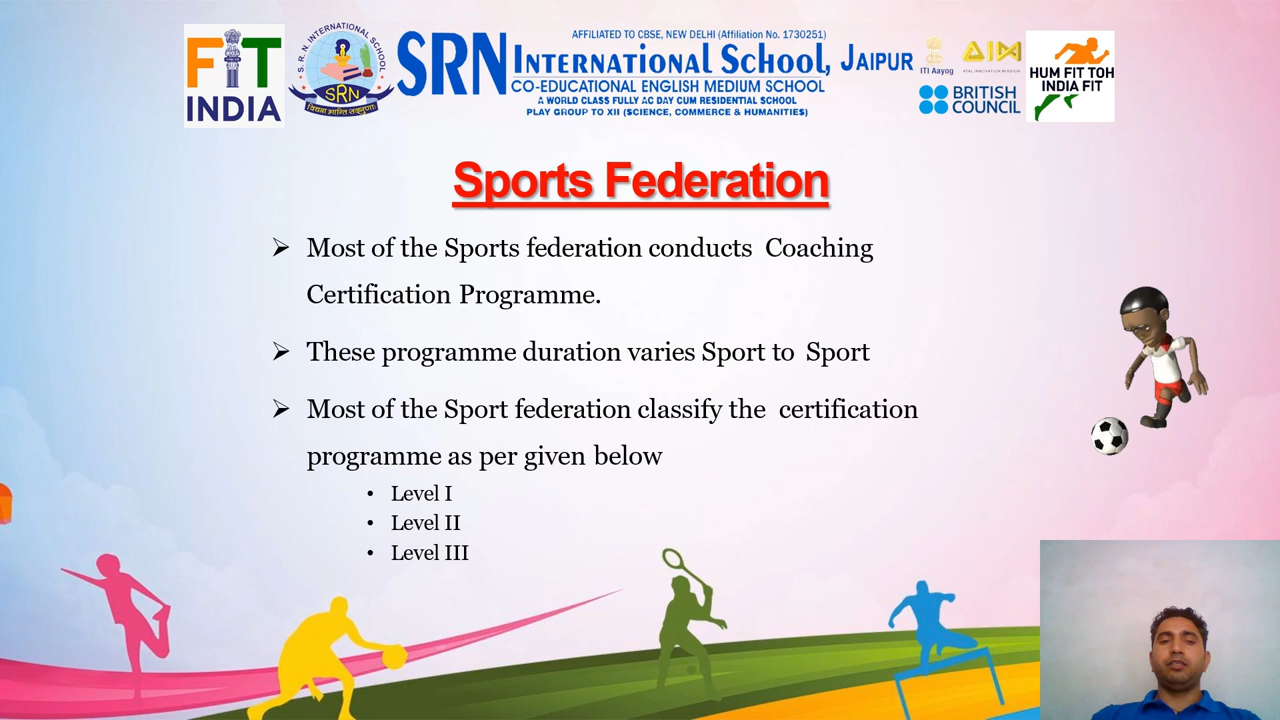 FIT
INDIA
S. R. N. INTERNATIONAL SCHOOL
SRN
SRN INTERNATIONAL SCHOOL, JAIPUR
AFFILIATED TO CBSE, NEW DELHI (Affiliation No. 1730251)
CO-EDUCATIONAL ENGLISH MEDIUM SCHOOL
A WORLD CLASS FULLY AC DAY CUM RESIDENTIAL SCHOOL
PLAY GROUP TO XII (SCIENCE, COMMERCE & HUMANITIES)
ITI Aayog
AIM
ATAL INNOVATION MISSION
BRITISH
COUNCIL
HUM FIT TOH
INDIA FIT
Sports Federation
➢ Most of the Sports federation conducts Coaching
Certification Programme.
➢ These programme duration varies Sport to Sport
➢ Most of the Sport federation classify the certification
programme as per given below
• Level I
• Level II
• Level III